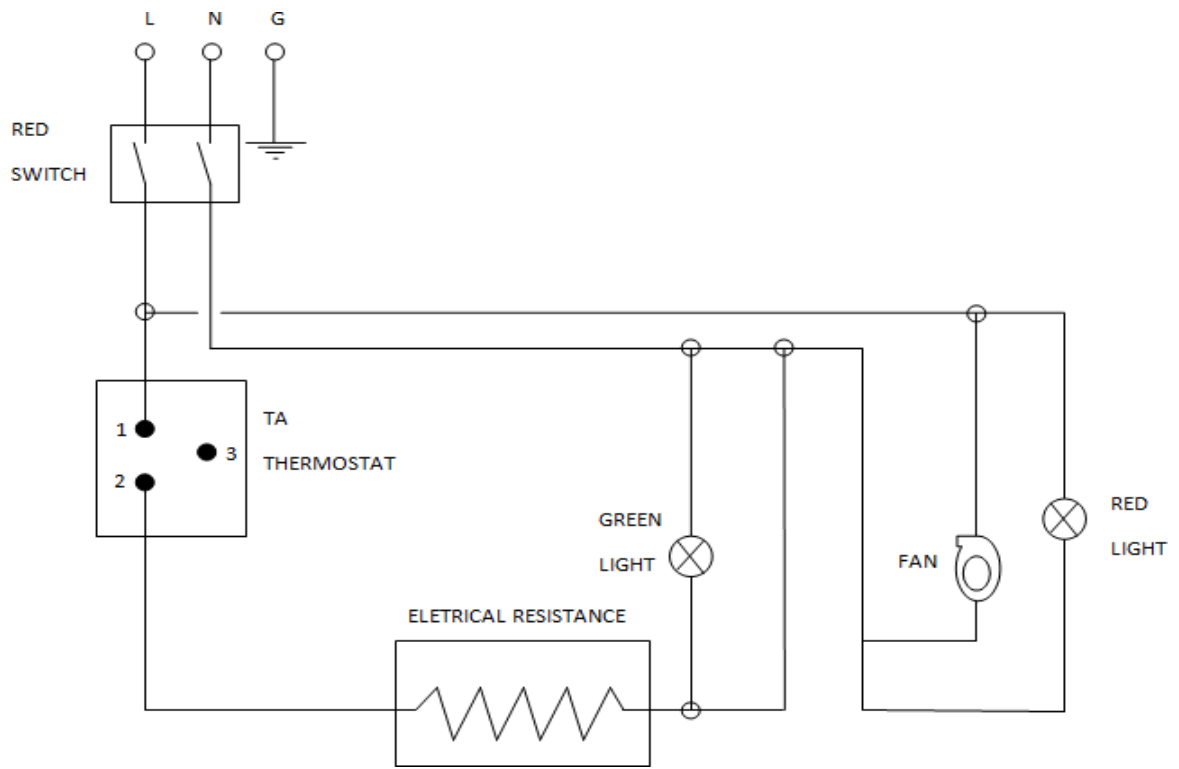 L N G
RED
SWITCH
1
2
3
TA
THERMOSTAT
GREEN
LIGHT
ELETRICAL RESISTANCE
FAN
RED
LIGHT